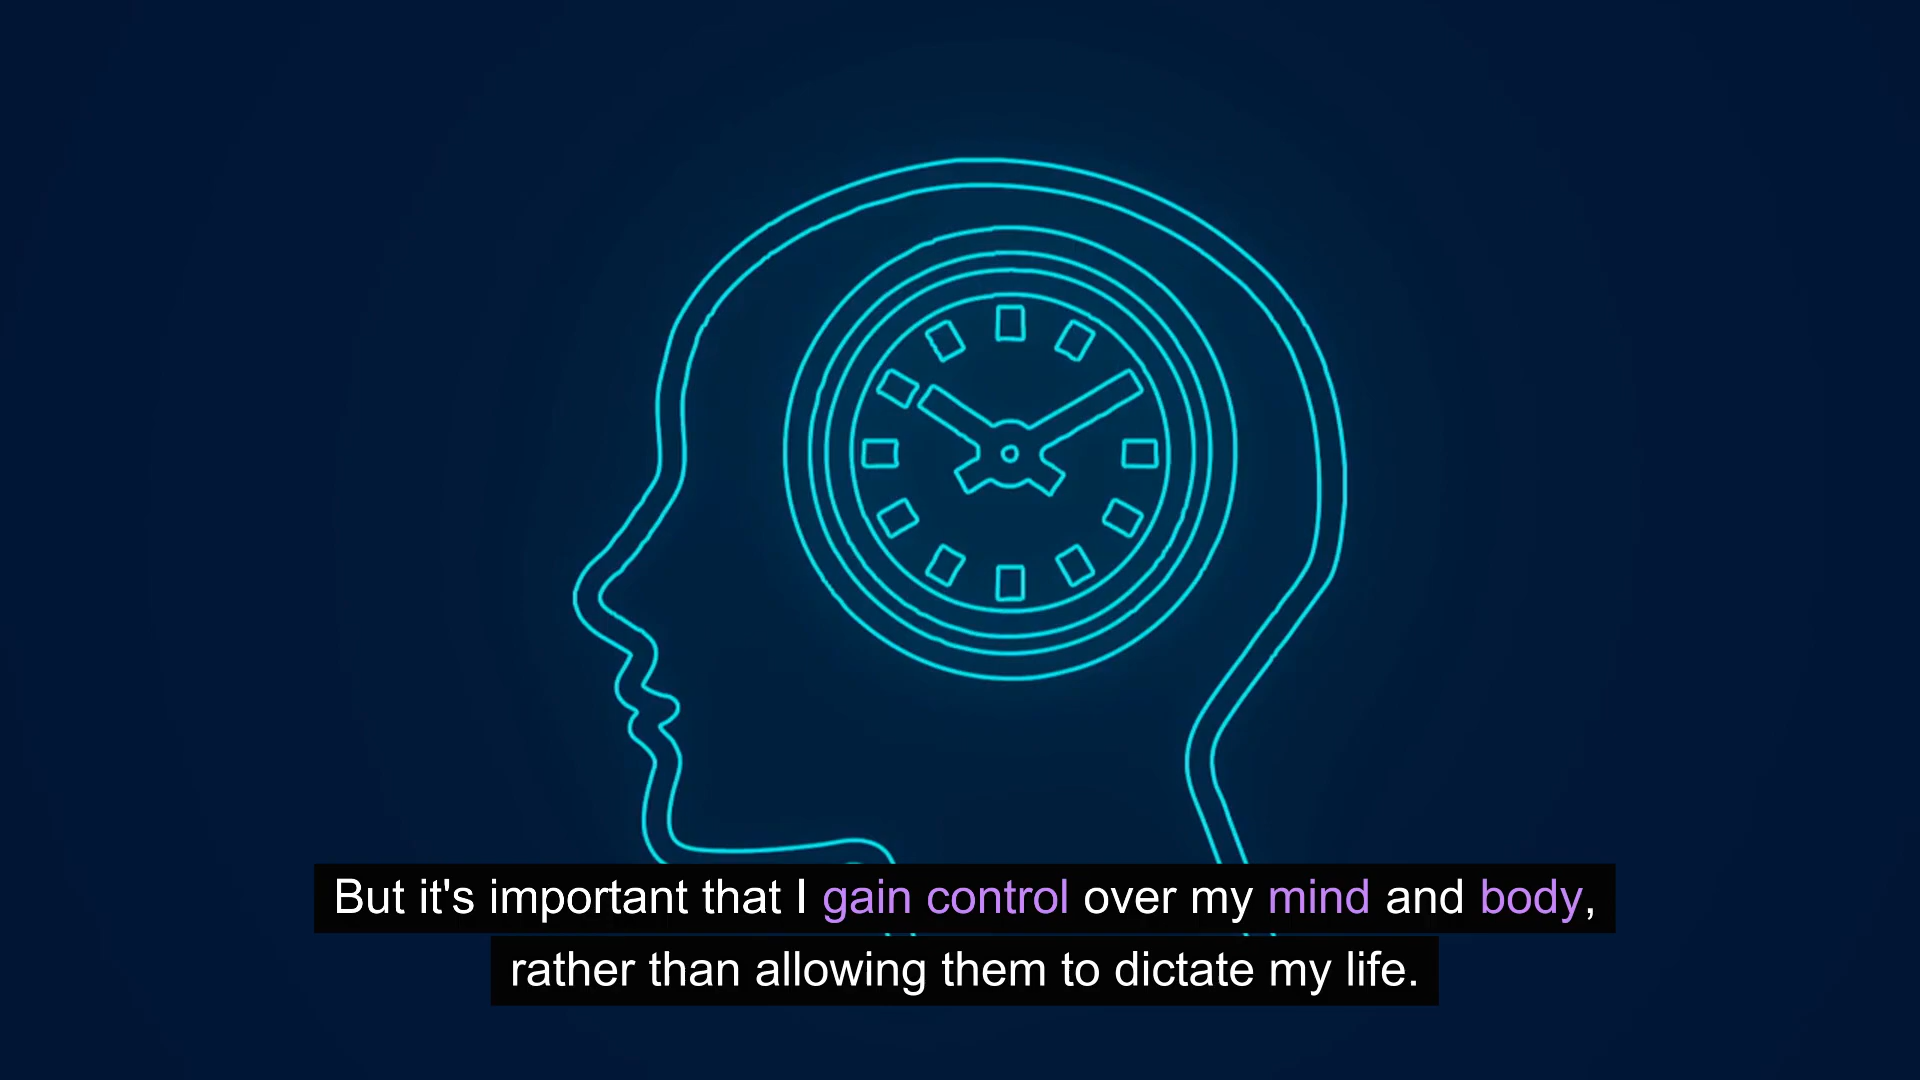 But it's important that I gain control over my mind and body,
rather than allowing them to dictate my life.